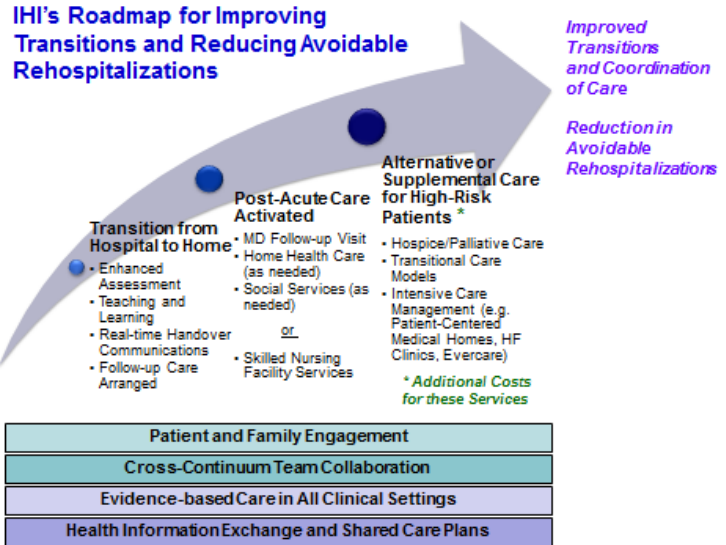 IHI's Roadmap for Improving
Transitions and Reducing Avoidable
Rehospitalizations
Improved
Transitions
and Coordination
of Care
Reduction in
Avoidable
Rehospitalizations
Transition from
Hospital to Home
▪ Enhanced
Assessment
▪ Teaching and
Learning
▪ Real-time Handover
Communications
▪ Follow-up Care
Arranged
Post-Acute Care
Activated
▪ MD Follow-up Visit
▪ Home Health Care
(as needed)
▪ Social Services (as
needed)
or
▪ Skilled Nursing
Facility Services
Alternative or
Supplemental Care
for High-Risk
Patients *
▪ Hospice/Palliative Care
▪ Transitional Care
Models
▪ Intensive Care
Management (e.g.
Patient-Centered
Medical Homes, HF
Clinics, Evercare)
* Additional Costs
for these Services
Patient and Family Engagement
Cross-Continuum Team Collaboration
Evidence-based Care in All Clinical Settings
Health Information Exchange and Shared Care Plans